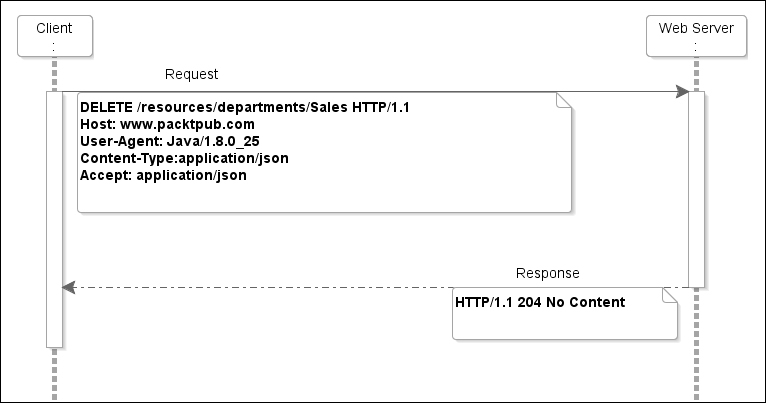 Client
:
Web Server
:
Request
DELETE /resources/departments/Sales HTTP/1.1
Host: www.packtpub.com
User-Agent: Java/1.8.0_25
Content-Type:application/json
Accept: application/json
Response
HTTP/1.1 204 No Content